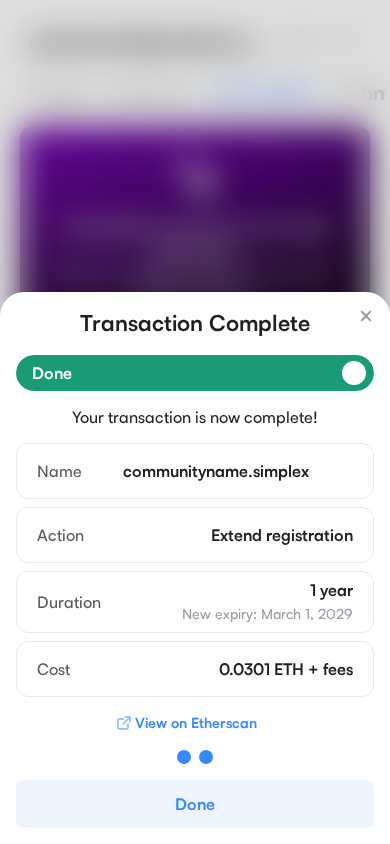 Transaction Complete
Done
Your transaction is now complete!
Name communityname.simplex
Action Extend registration
Duration 1 year
New expiry: March 1, 2029
Cost 0.0301 ETH + fees
View on Etherscan
Done